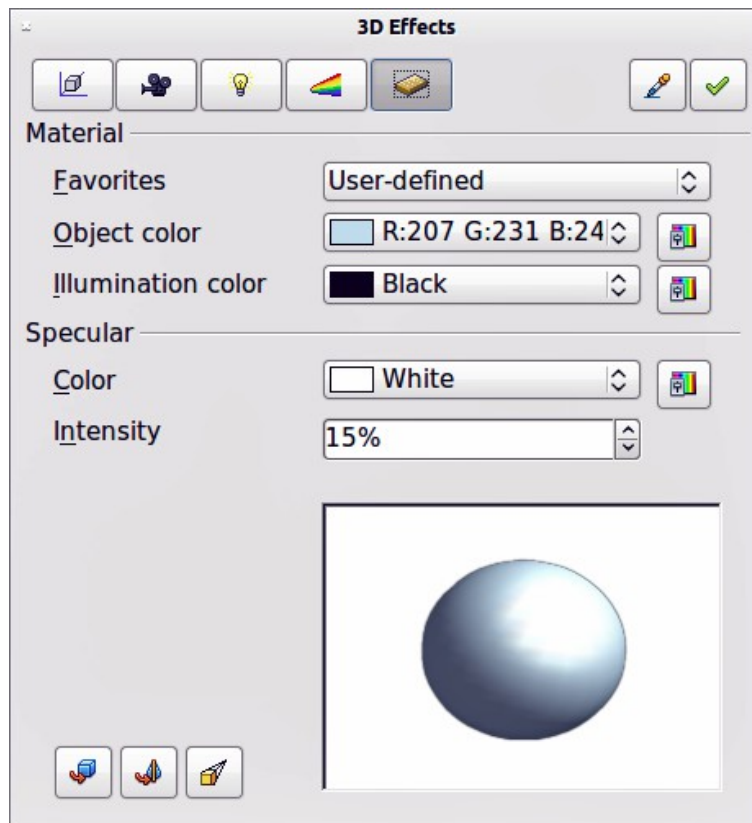 3D Effects
Material
Favorites
User-defined
Object color
R:207 G:231 B:24
Illumination color
Black
Specular
Color
White
Intensity
15%